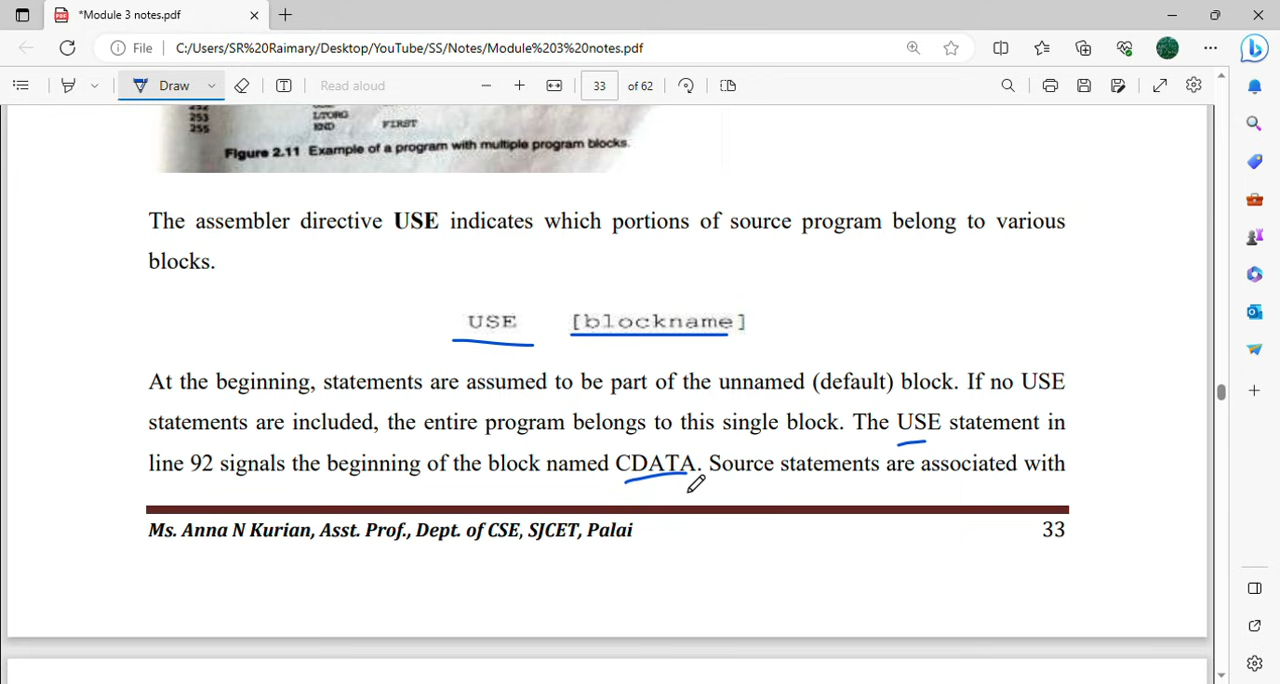 *Module 3 notes.pdf
File
C:/Users/SR%20Raimary/Desktop/YouTube/SS/Notes/Module%203%20notes.pdf
Draw
Read aloud
33 of 62
253 LTORG
255 END FIRST
Figure 2.11 Example of a program with multiple program blocks.
The assembler directive USE indicates which portions of source program belong to various
blocks.
USE [blockname]
At the beginning, statements are assumed to be part of the unnamed (default) block. If no USE
statements are included, the entire program belongs to this single block. The USE statement in
line 92 signals the beginning of the block named CDATA. Source statements are associated with
Ms. Anna N Kurian, Asst. Prof., Dept. of CSE, SJCET, Palai 33